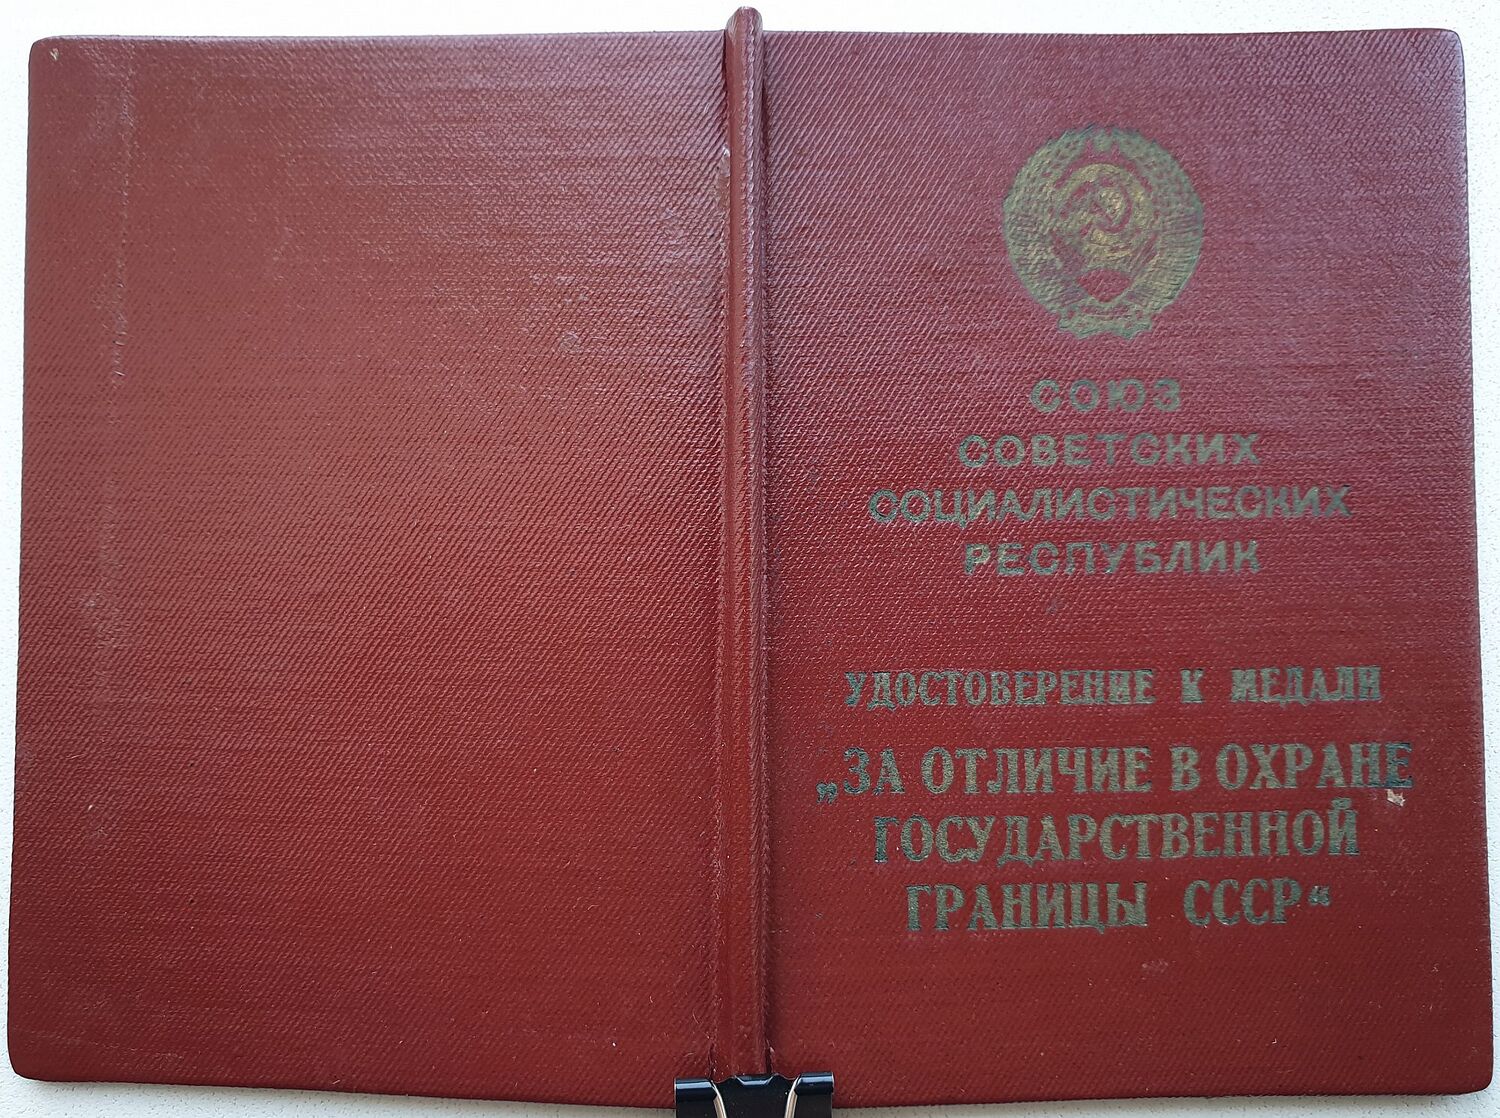 СОЮЗ
СОВЕТСКИХ
СОЦИАЛИСТИЧЕСКИХ
РЕСПУБЛИК
УДОСТОВЕРЕНИЕ К МЕДАЛИ
„ЗА ОТЛИЧИЕ В ОХРАНЕ
ГОСУДАРСТВЕННОЙ
ГРАНИЦЫ СССР“